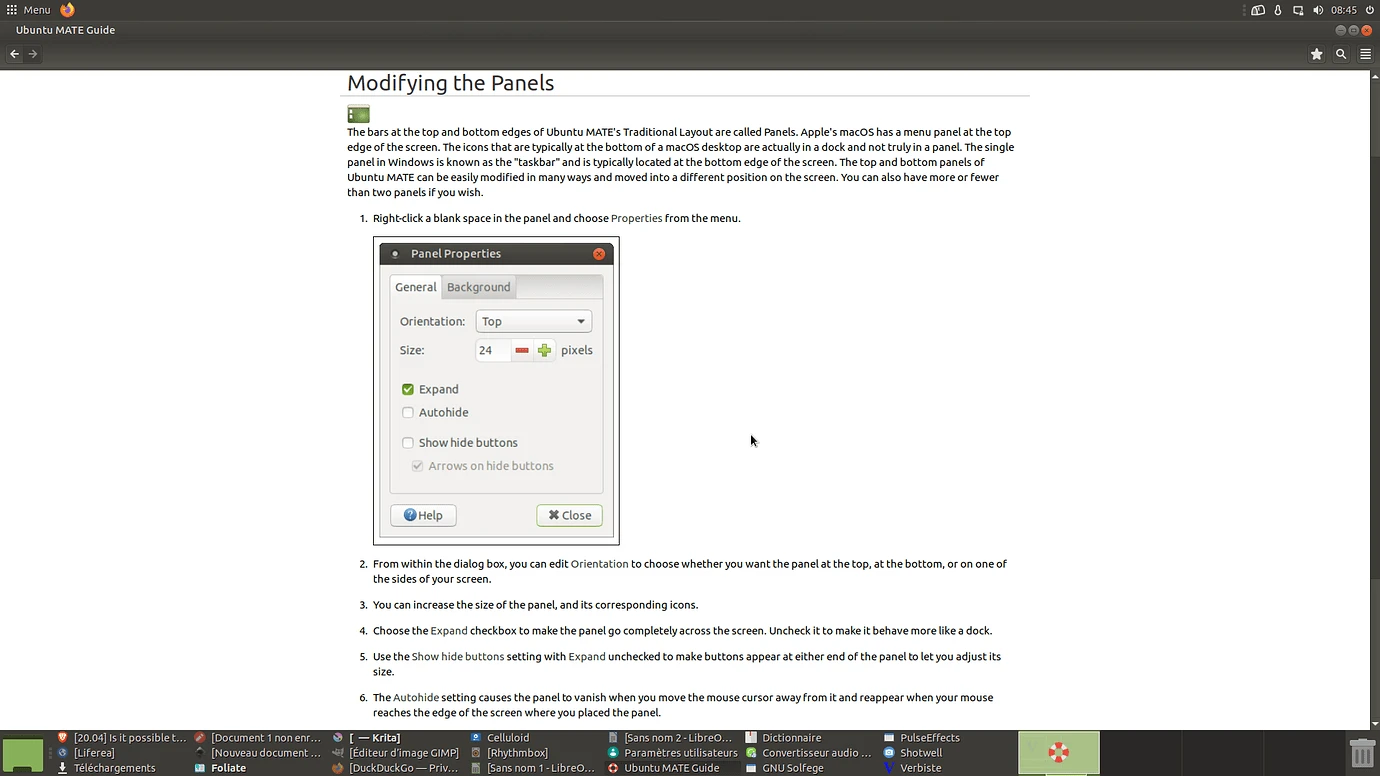 Menu
08:45
Ubuntu MATE Guide
Modifying the Panels
The bars at the top and bottom edges of Ubuntu MATE's Traditional Layout are called Panels. Apple's macOS has a menu panel at the top
edge of the screen. The icons that are typically at the bottom of a macOS desktop are actually in a dock and not truly in a panel. The single
panel in Windows is known as the "taskbar" and is typically located at the bottom edge of the screen. The top and bottom panels of
Ubuntu MATE can be easily modified in many ways and moved into a different position on the screen. You can also have more or fewer
than two panels if you wish.
1. Right-click a blank space in the panel and choose Properties from the menu.
Panel Properties
General Background
Orientation: Top
Size: 24 pixels
Expand
Autohide
Show hide buttons
Arrows on hide buttons
Help Close
2. From within the dialog box, you can edit Orientation to choose whether you want the panel at the top, at the bottom, or on one of
the sides of your screen.
3. You can increase the size of the panel, and its corresponding icons.
4. Choose the Expand checkbox to make the panel go completely across the screen. Uncheck it to make it behave more like a dock.
5. Use the Show hide buttons setting with Expand unchecked to make buttons appear at either end of the panel to let you adjust its
size.
6. The Autohide setting causes the panel to vanish when you move the mouse cursor away from it and reappear when your mouse
reaches the edge of the screen where you placed the panel.
[20.04] Is it possible t... [Document 1 non enr... [ — Krita] Celluloid [Sans nom 2 - LibreO... Dictionnaire PulseEffects
[Liferea] [Nouveau document ... [Éditeur d'image GIMP] [Rhythmbox] Paramètres utilisateurs Convertisseur audio ... Shotwell
Téléchargements Foliate [DuckDuckGo — Priv... [Sans nom 1 - LibreO... Ubuntu MATE Guide GNU Solfege Verbiste